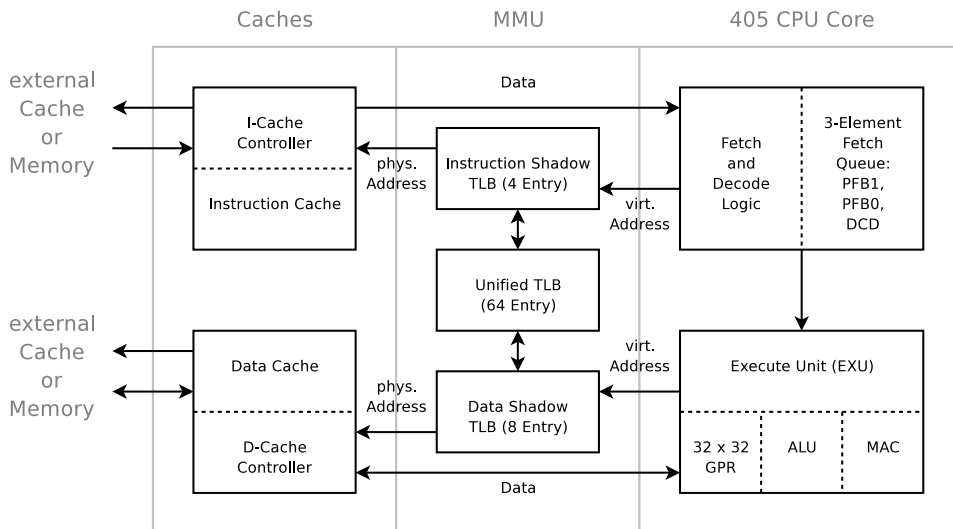 Caches
MMU
405 CPU Core
external
Cache
or
Memory
I-Cache
Controller
Instruction Cache
Data
phys.
Address
Instruction Shadow
TLB (4 Entry)
virt.
Address
Fetch
and
Decode
Logic
3-Element
Fetch
Queue:
PFB1,
PFB0,
DCD
Unified TLB
(64 Entry)
external
Cache
or
Memory
Data Cache
D-Cache
Controller
phys.
Address
Data Shadow
TLB (8 Entry)
virt.
Address
Data
Execute Unit (EXU)
32 x 32
GPR
ALU
MAC